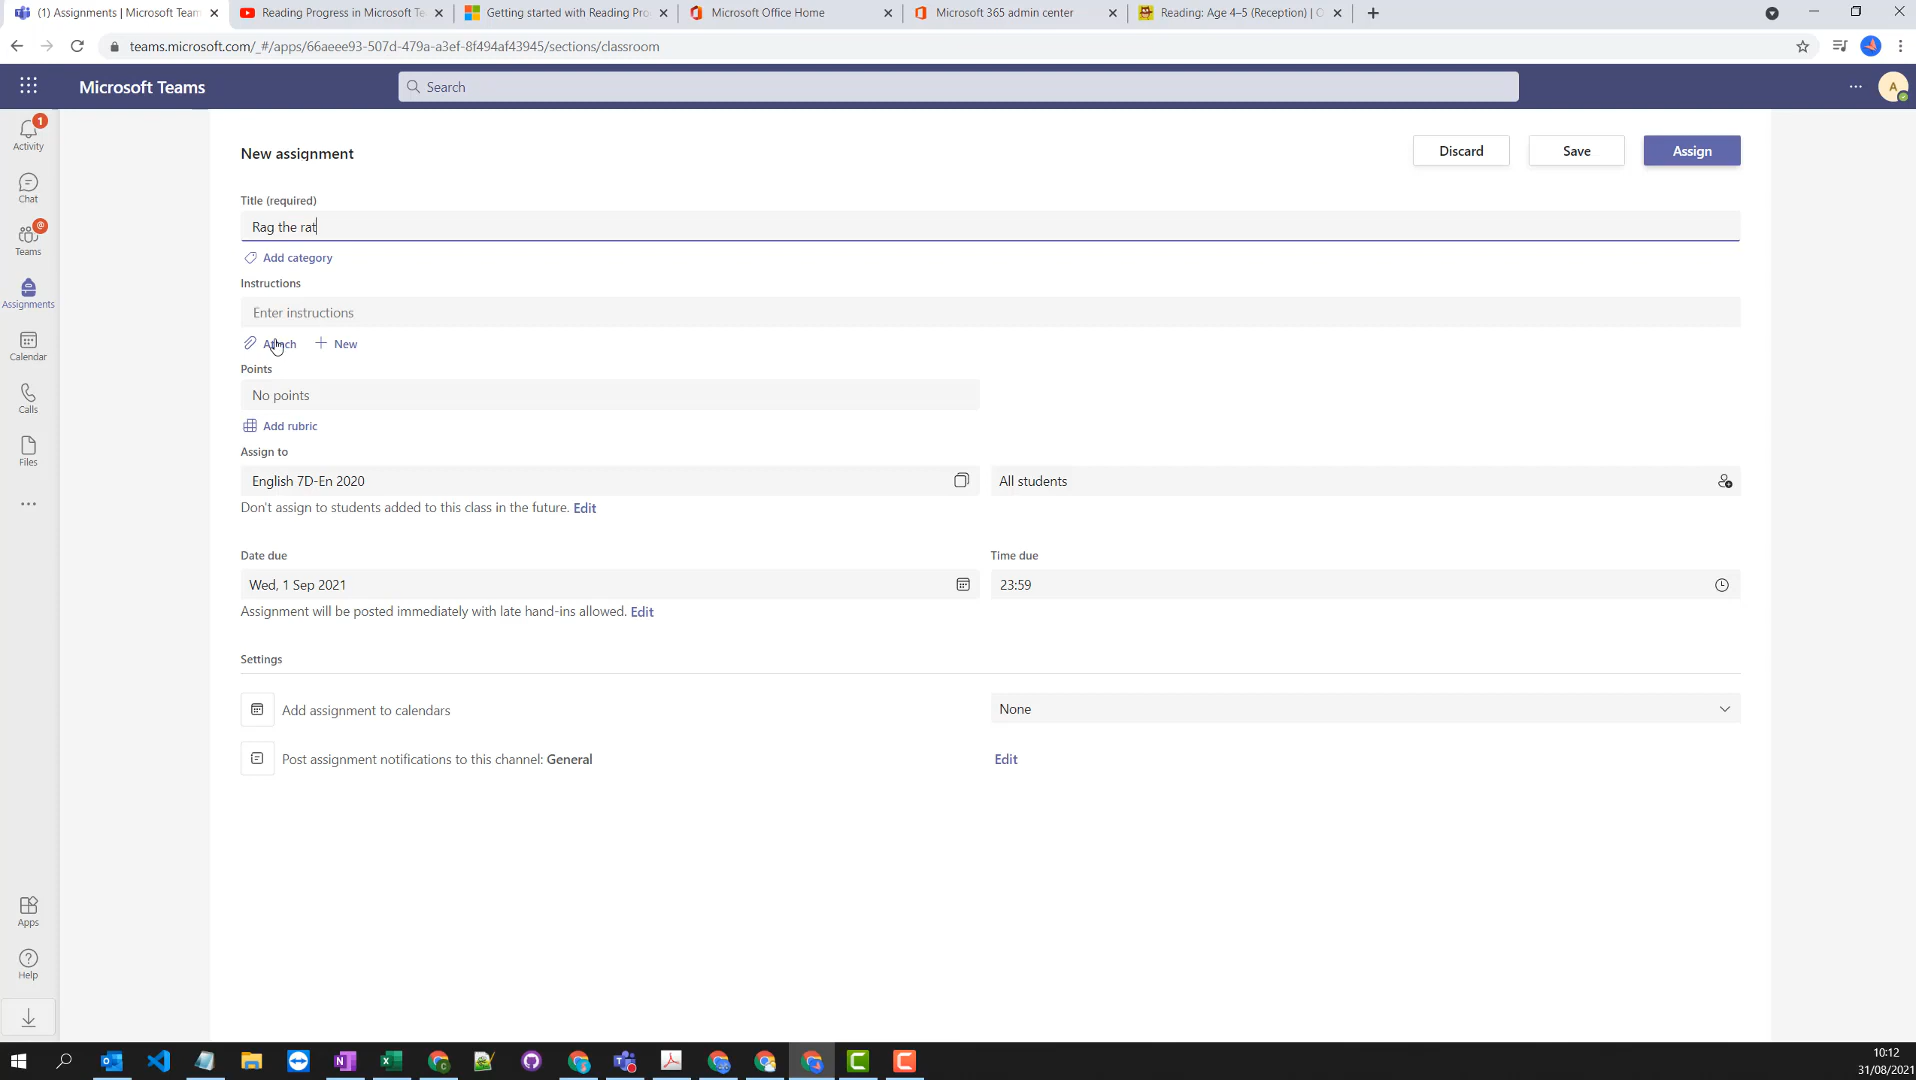 (1) Assignments | Microsoft Team
Reading Progress in Microsoft Te
Getting started with Reading Pro
Microsoft Office Home
Microsoft 365 admin center
Reading: Age 4–5 (Reception) | O
teams.microsoft.com/_#/apps/66aeee93-507d-479a-a3ef-8f494af43945/sections/classroom
Microsoft Teams
Search
A
1
Activity
Chat
Teams
Assignments
Calendar
Calls
Files
Apps
Help
New assignment
Discard
Save
Assign
Title (required)
Rag the rat
Add category
Instructions
Enter instructions
Attach
New
Points
No points
Add rubric
Assign to
English 7D-En 2020
All students
Don't assign to students added to this class in the future. Edit
Date due
Time due
Wed, 1 Sep 2021
23:59
Assignment will be posted immediately with late hand-ins allowed. Edit
Settings
Add assignment to calendars
None
Post assignment notifications to this channel: General
Edit
10:12
31/08/2021